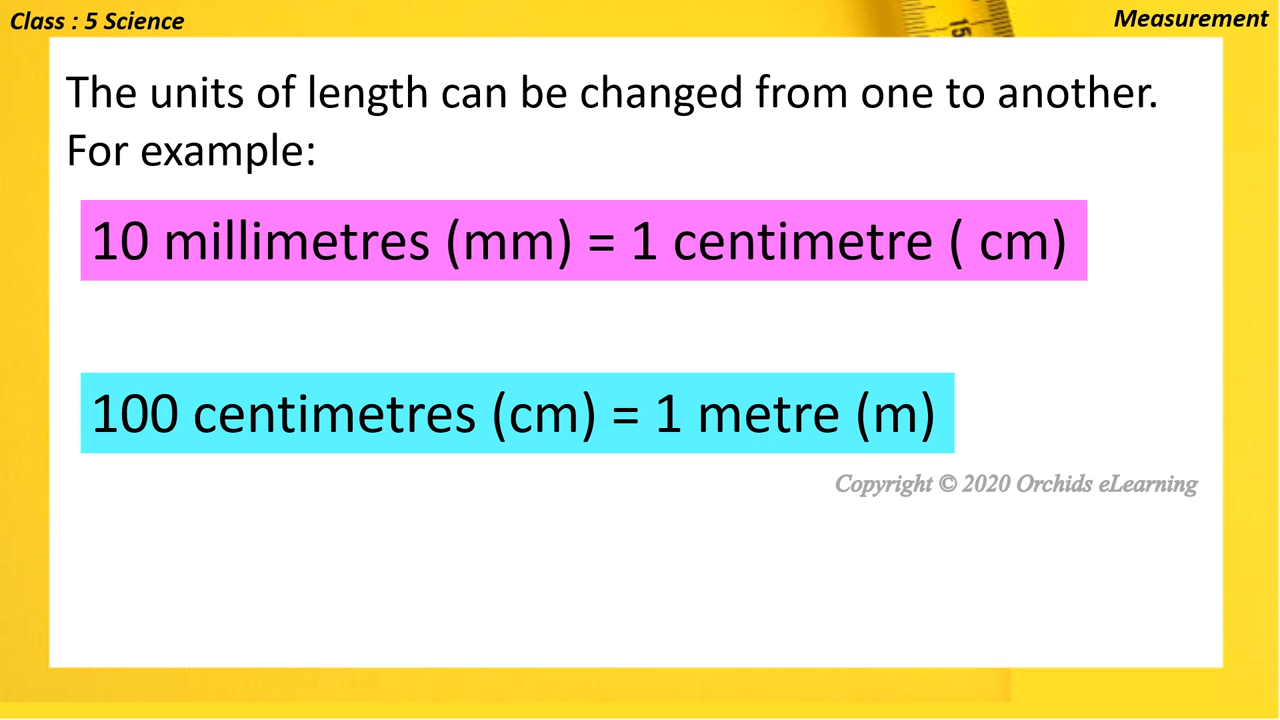 Class : 5 Science
Measurement
15
The units of length can be changed from one to another.
For example:
10 millimetres (mm) = 1 centimetre ( cm)
100 centimetres (cm) = 1 metre (m)
Copyright © 2020 Orchids eLearning